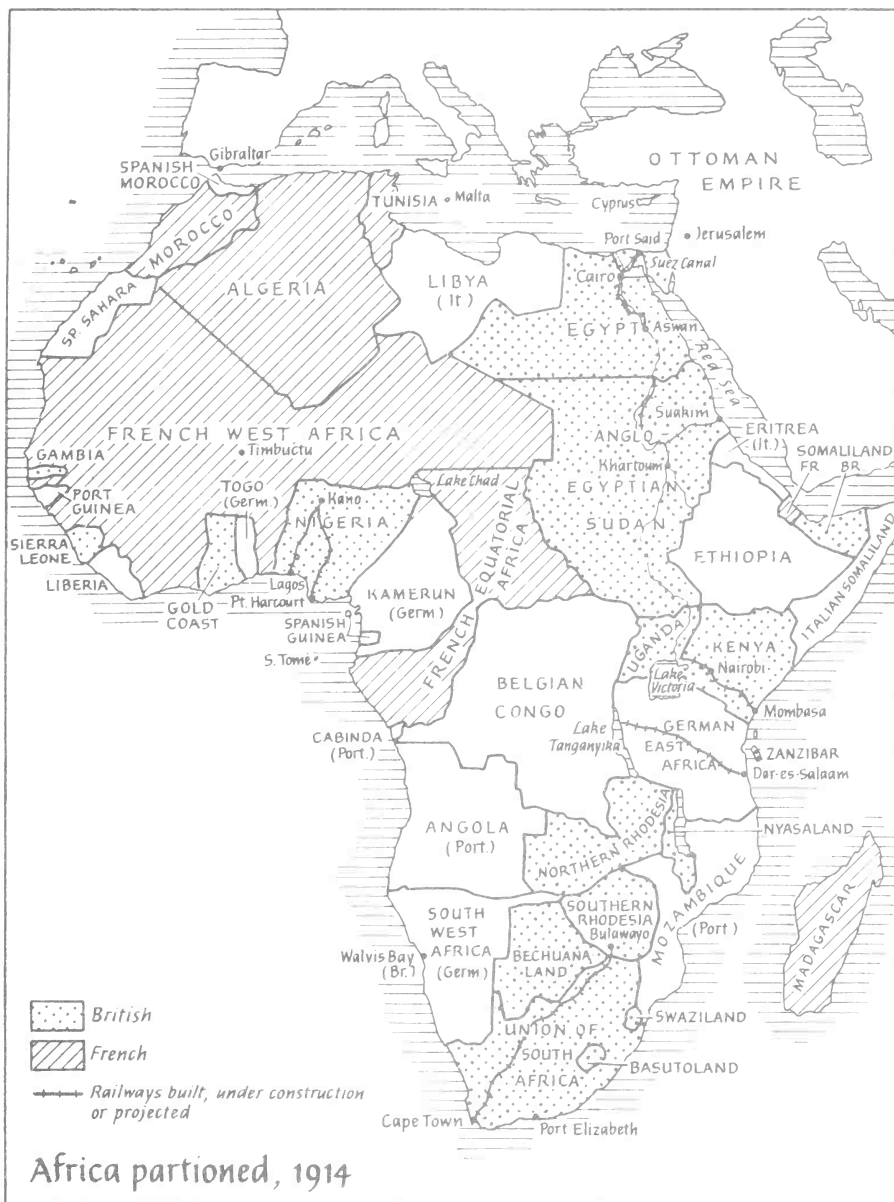 Gibraltar
SPANISH
MOROCCO
OTTOMAN
EMPIRE
TUNISIA
Malta
Cyprus
Port Said
Jerusalem
Suez Canal
Cairo
MOROCCO
ALGERIA
LIBYA
(It)
SP. SAHARA
EGYPT
Aswan
Red Sea
FRENCH WEST AFRICA
Timbuctu
ANGLO
EGYPTIAN
SUDAN
Suakim
Khartoum
ERITREA
(It.)
SOMALILAND
FR BR
GAMBIA
PORT
GUINEA
SIERRA
LEONE
LIBERIA
TOGO
(Germ.)
Kano
NIGERIA
Lake Chad
Lagos
Pt. Harcourt
GOLD
COAST
KAMERUN
(Germ)
SPANISH
GUINEA
S. Tome
FRENCH EQUATORIAL
AFRICA
ETHIOPIA
ITALIAN SOMALILAND
UGANDA
KENYA
Nairobi
Lake
Victoria
Mombasa
BELGIAN
CONGO
CABINDA
(Port.)
Lake
Tanganyika
GERMAN
EAST
AFRICA
ZANZIBAR
Dar-es-Salaam
ANGOLA
(Port.)
NORTHERN RHODESIA
NYASALAND
SOUTHERN
RHODESIA
Bulawayo
MOZAMBIQUE
(Port)
MADAGASCAR
SOUTH
WEST
AFRICA
(Germ)
Walvis Bay
(Br.)
BECHUANA
LAND
UNION OF
SOUTH
AFRICA
SWAZILAND
BASUTOLAND
Cape Town
Port Elizabeth
British
French
Railways built, under construction
or projected
Africa partioned, 1914